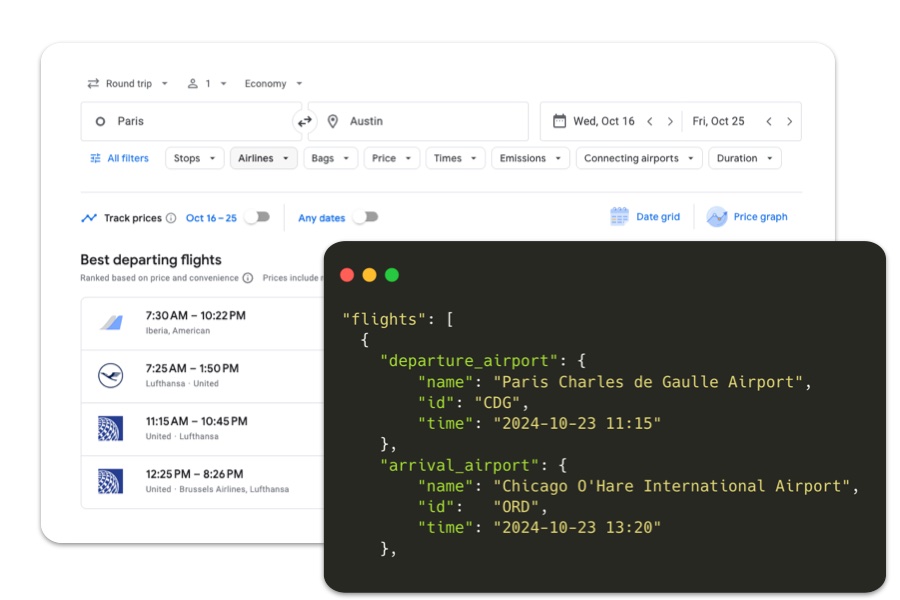 Round trip 1 Economy
Paris Austin Wed, Oct 16 Fri, Oct 25
All filters Stops Airlines Bags Price Times Emissions Connecting airports Duration
Track prices Oct 16 – 25 Any dates Date grid Price graph
Best departing flights
Ranked based on price and convenience Prices include
7:30 AM – 10:22 PM
Iberia, American
7:25 AM – 1:50 PM
Lufthansa · United
11:15 AM – 10:45 PM
United · Lufthansa
12:25 PM – 8:26 PM
United · Brussels Airlines, Lufthansa
"flights": [
{
"departure_airport": {
"name": "Paris Charles de Gaulle Airport",
"id": "CDG",
"time": "2024-10-23 11:15"
},
"arrival_airport": {
"name": "Chicago O'Hare International Airport",
"id": "ORD",
"time": "2024-10-23 13:20"
},